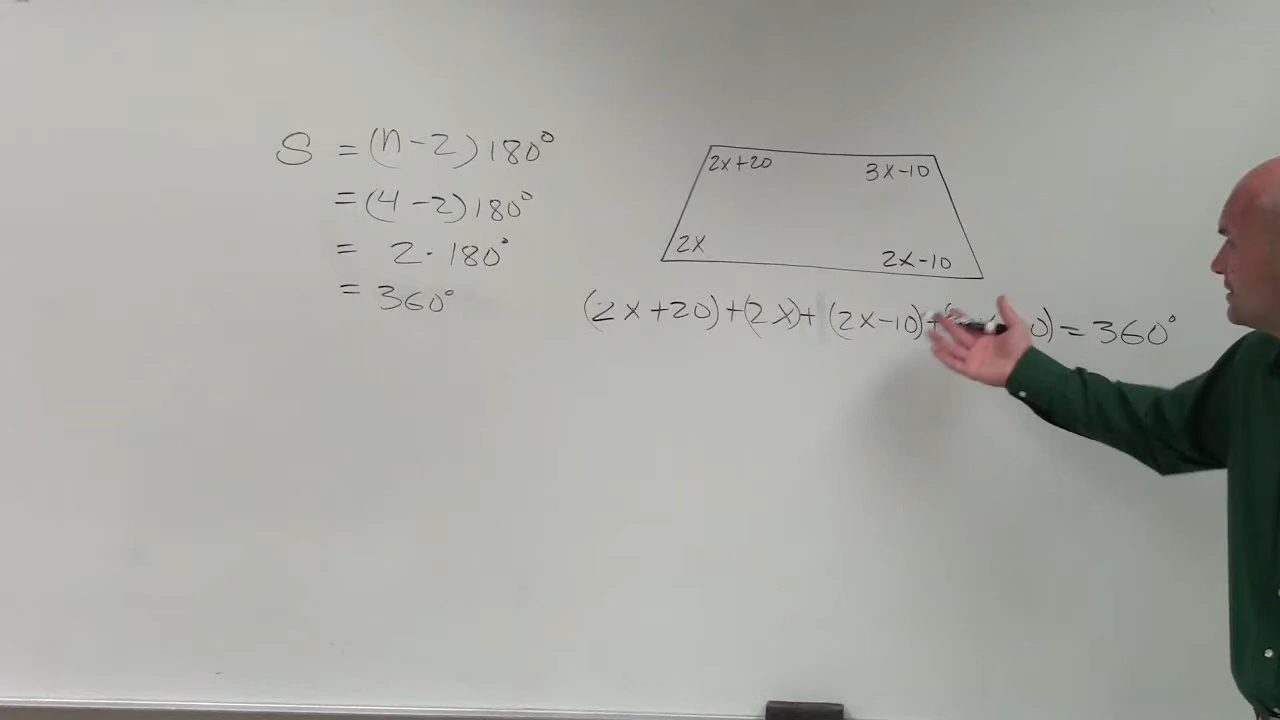 S = (n-2)180°
= (4-2)180°
= 2·180°
= 360°
2x+20
3x-10
2x
2x-10
(2x+20)+(2x)+(2x-10)+( 0)=360°